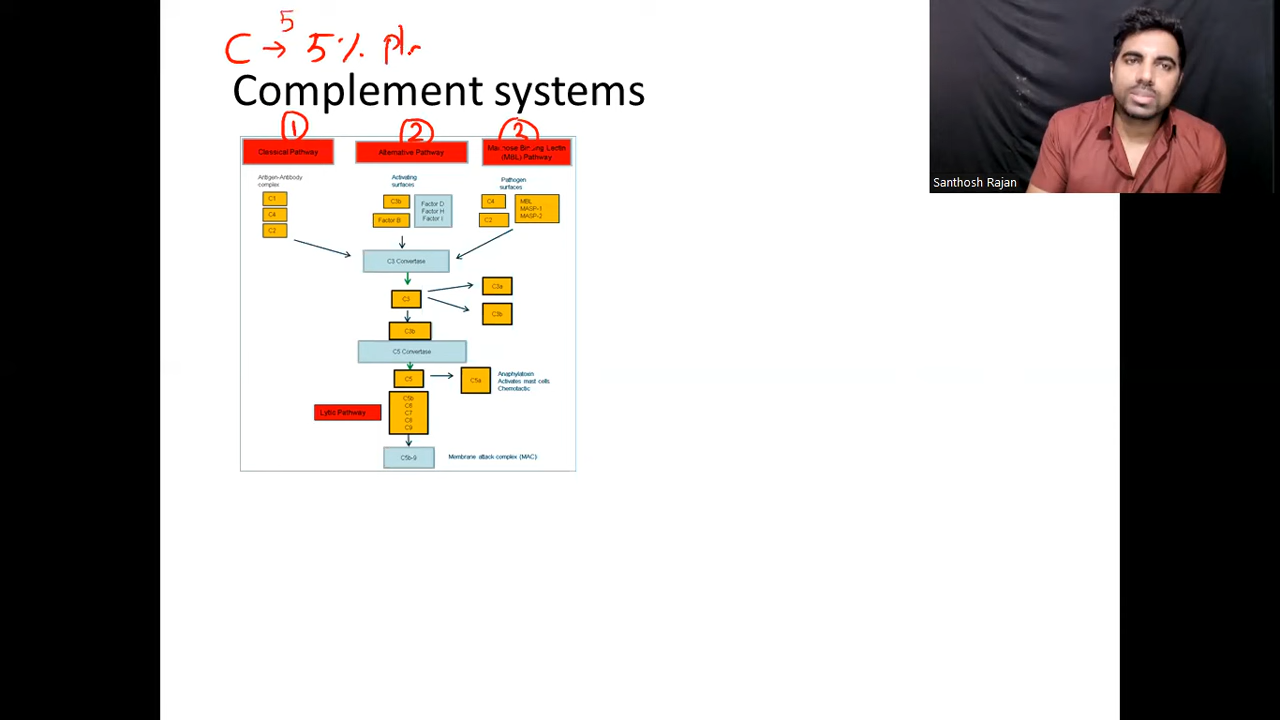 5
C → 5%
Complement systems
1 2 3
Classical Pathway
Alternative Pathway
Mannose Binding Lectin
(MBL) Pathway
Antigen-Antibody
complex
C1
C4
C2
Activating
surfaces
C3b
Factor B
Factor D
Factor H
Factor I
Pathogen
surfaces
C4
C2
MBL
MASP-1
MASP-2
C3 Convertase
C3
C3a
C3b
C3b
C5 Convertase
C5
C5a
Anaphylatoxin
Activates mast cells
Chemotactic
Lytic Pathway
C5b
C6
C7
C8
C9
C5b-9
Membrane attack complex (MAC)
Santhosh Rajan